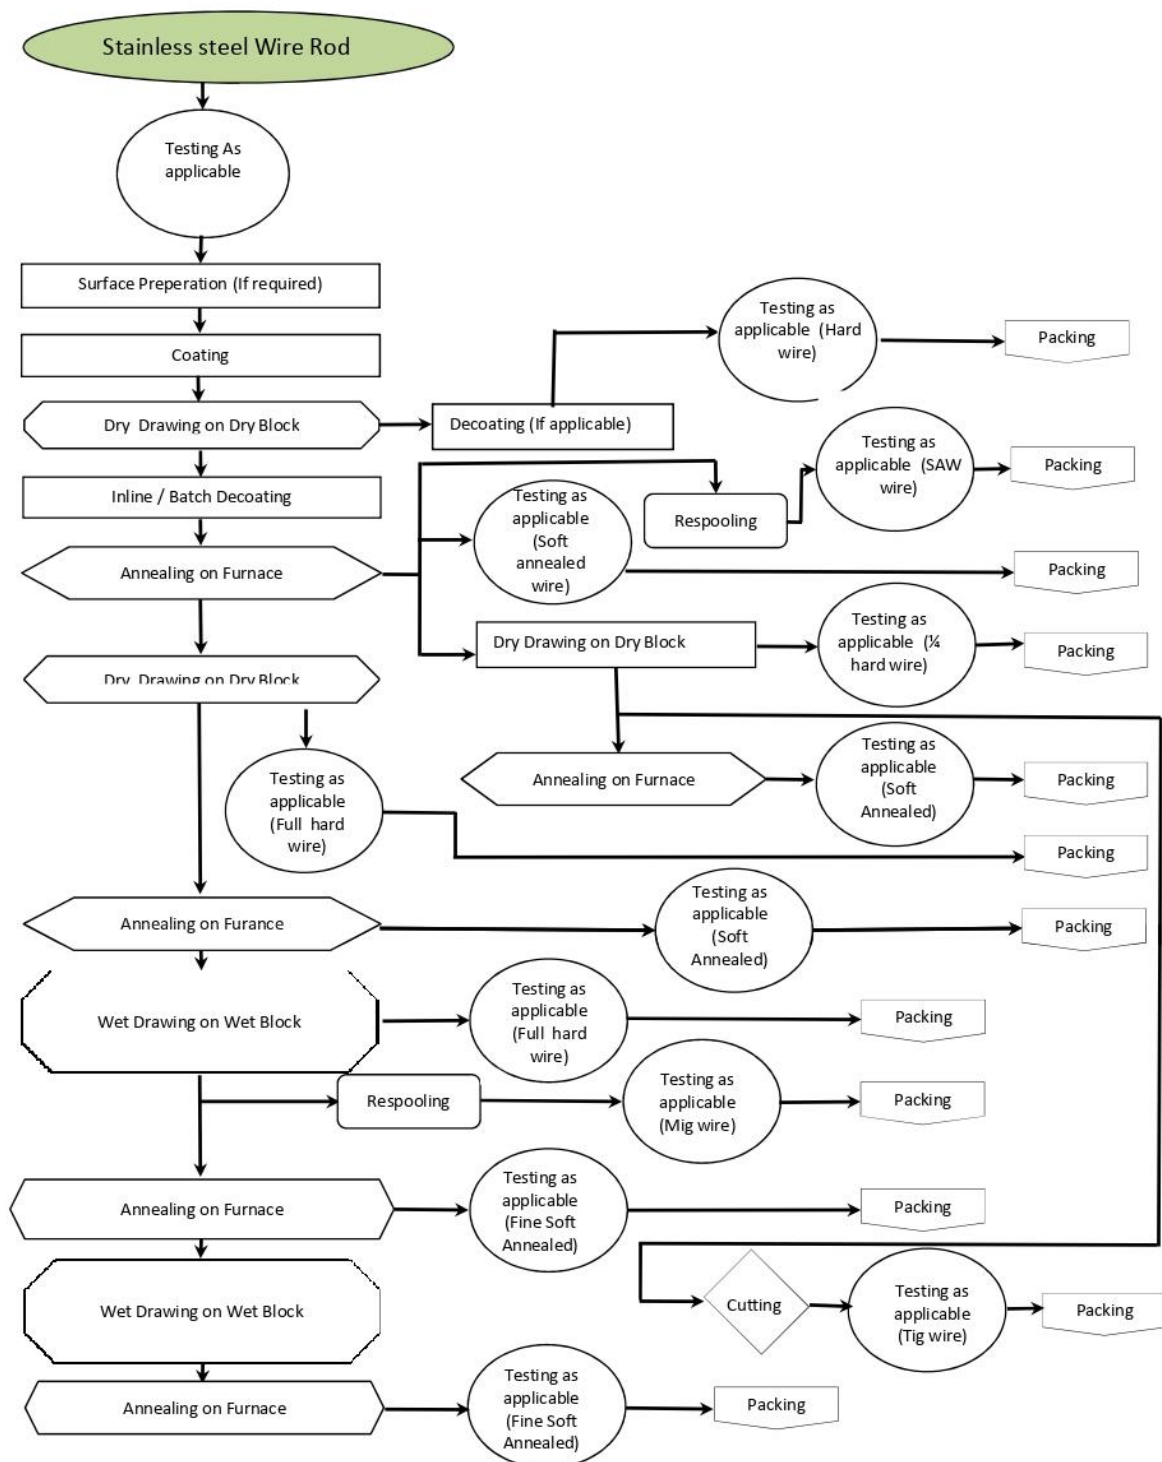 Stainless steel Wire Rod
Testing As
applicable
Surface Preperation (If required)
Coating
Dry Drawing on Dry Block
Decoating (If applicable)
Testing as
applicable (Hard
wire)
Packing
Inline / Batch Decoating
Annealing on Furnace
Respooling
Testing as
applicable (SAW
wire)
Packing
Testing as
applicable
(Soft
annealed
wire)
Packing
Dry Drawing on Dry Block
Testing as
applicable (¼
hard wire)
Packing
Dry Drawing on Dry Block
Annealing on Furnace
Testing as
applicable
(Soft
Annealed)
Packing
Testing as
applicable
(Full hard
wire)
Packing
Annealing on Furance
Testing as
applicable
(Soft
Annealed)
Packing
Wet Drawing on Wet Block
Testing as
applicable
(Full hard
wire)
Packing
Respooling
Testing as
applicable
(Mig wire)
Packing
Annealing on Furnace
Testing as
applicable
(Fine Soft
Annealed)
Packing
Wet Drawing on Wet Block
Cutting
Testing as
applicable
(Tig wire)
Packing
Annealing on Furnace
Testing as
applicable
(Fine Soft
Annealed)
Packing